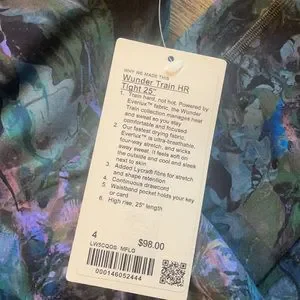 WHY WE MADE THIS
Wunder Train HR
Tight 25"
1. Train hard, not hot. Powered by
Everlux™ fabric, the Wunder
Train collection manages heat
and sweat so you stay
comfortable and focused
2. Our fastest drying fabric,
Everlux™ is ultra-breathable,
four-way stretch, and wicks
away sweat. It feels soft on
the outside and cool and sleek
next to skin
3. Added Lycra® fibre for stretch
and shape retention
4. Continuous drawcord
5. Waistband pocket holds your key
or card
6. High rise, 25" length
4
$98.00
LW5CQDS MFLG
000146052444